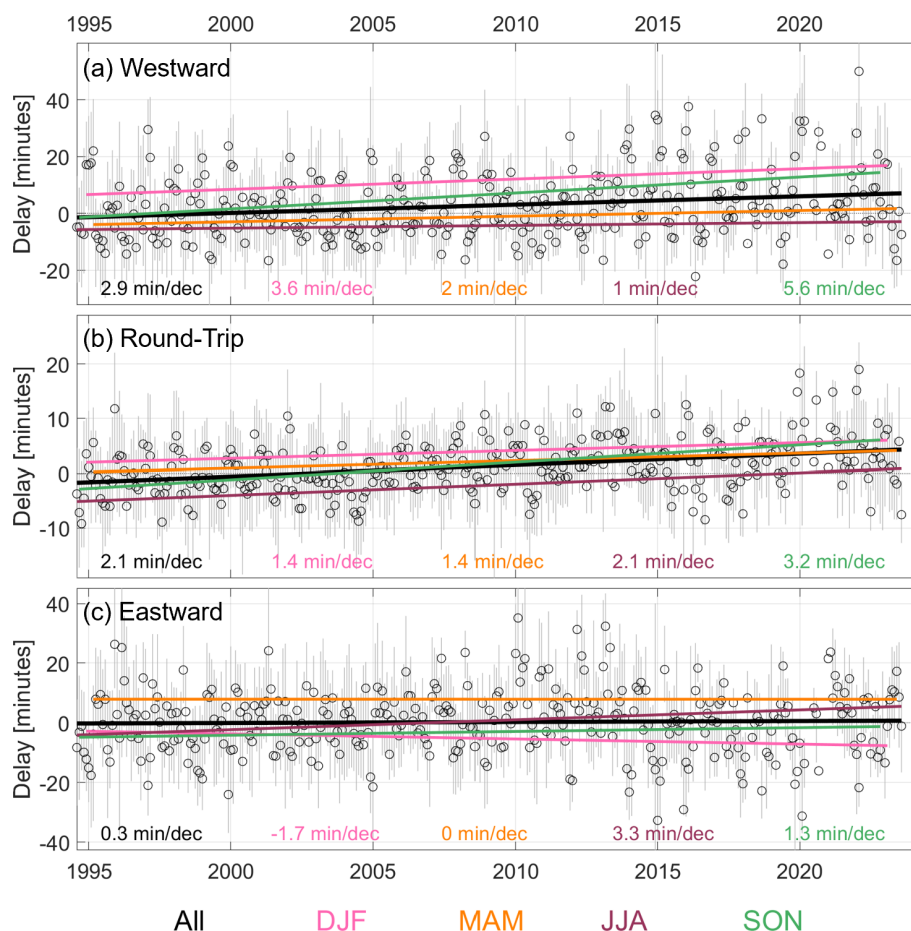 1995 2000 2005 2010 2015 2020
(a) Westward
Delay [minutes]
40
20
0
-20
2.9 min/dec 3.6 min/dec 2 min/dec 1 min/dec 5.6 min/dec
(b) Round-Trip
Delay [minutes]
20
10
0
-10
2.1 min/dec 1.4 min/dec 1.4 min/dec 2.1 min/dec 3.2 min/dec
(c) Eastward
Delay [minutes]
40
20
0
-20
-40
0.3 min/dec -1.7 min/dec 0 min/dec 3.3 min/dec 1.3 min/dec
1995 2000 2005 2010 2015 2020
All DJF MAM JJA SON